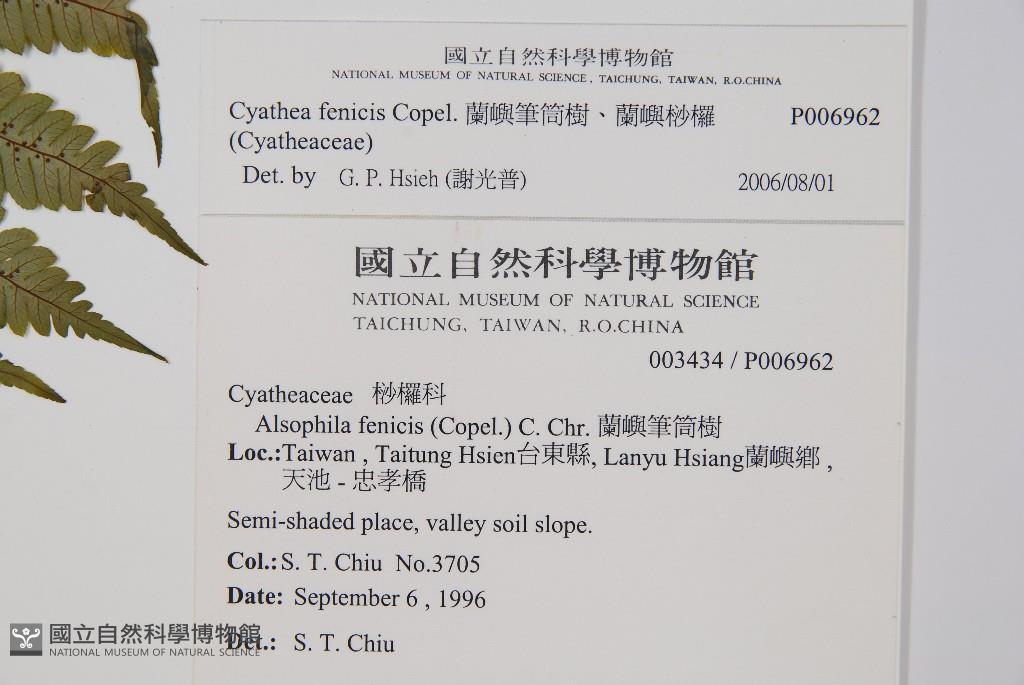 國立自然科學博物館
NATIONAL MUSEUM OF NATURAL SCIENCE, TAICHUNG, TAIWAN, R.O.CHINA
Cyathea fenicis Copel. 蘭嶼筆筒樹、蘭嶼桫欏 P006962
(Cyatheaceae)
Det. by G. P. Hsieh (謝光普) 2006/08/01
國立自然科學博物館
NATIONAL MUSEUM OF NATURAL SCIENCE
TAICHUNG, TAIWAN, R.O.CHINA
003434 / P006962
Cyatheaceae 桫欏科
Alsophila fenicis (Copel.) C. Chr. 蘭嶼筆筒樹
Loc.:Taiwan , Taitung Hsien台東縣, Lanyu Hsiang蘭嶼鄉 ,
天池 - 忠孝橋
Semi-shaded place, valley soil slope.
Col.:S. T. Chiu No.3705
Date: September 6 , 1996
Det.: S. T. Chiu
國立自然科學博物館
NATIONAL MUSEUM OF NATURAL SCIENCE